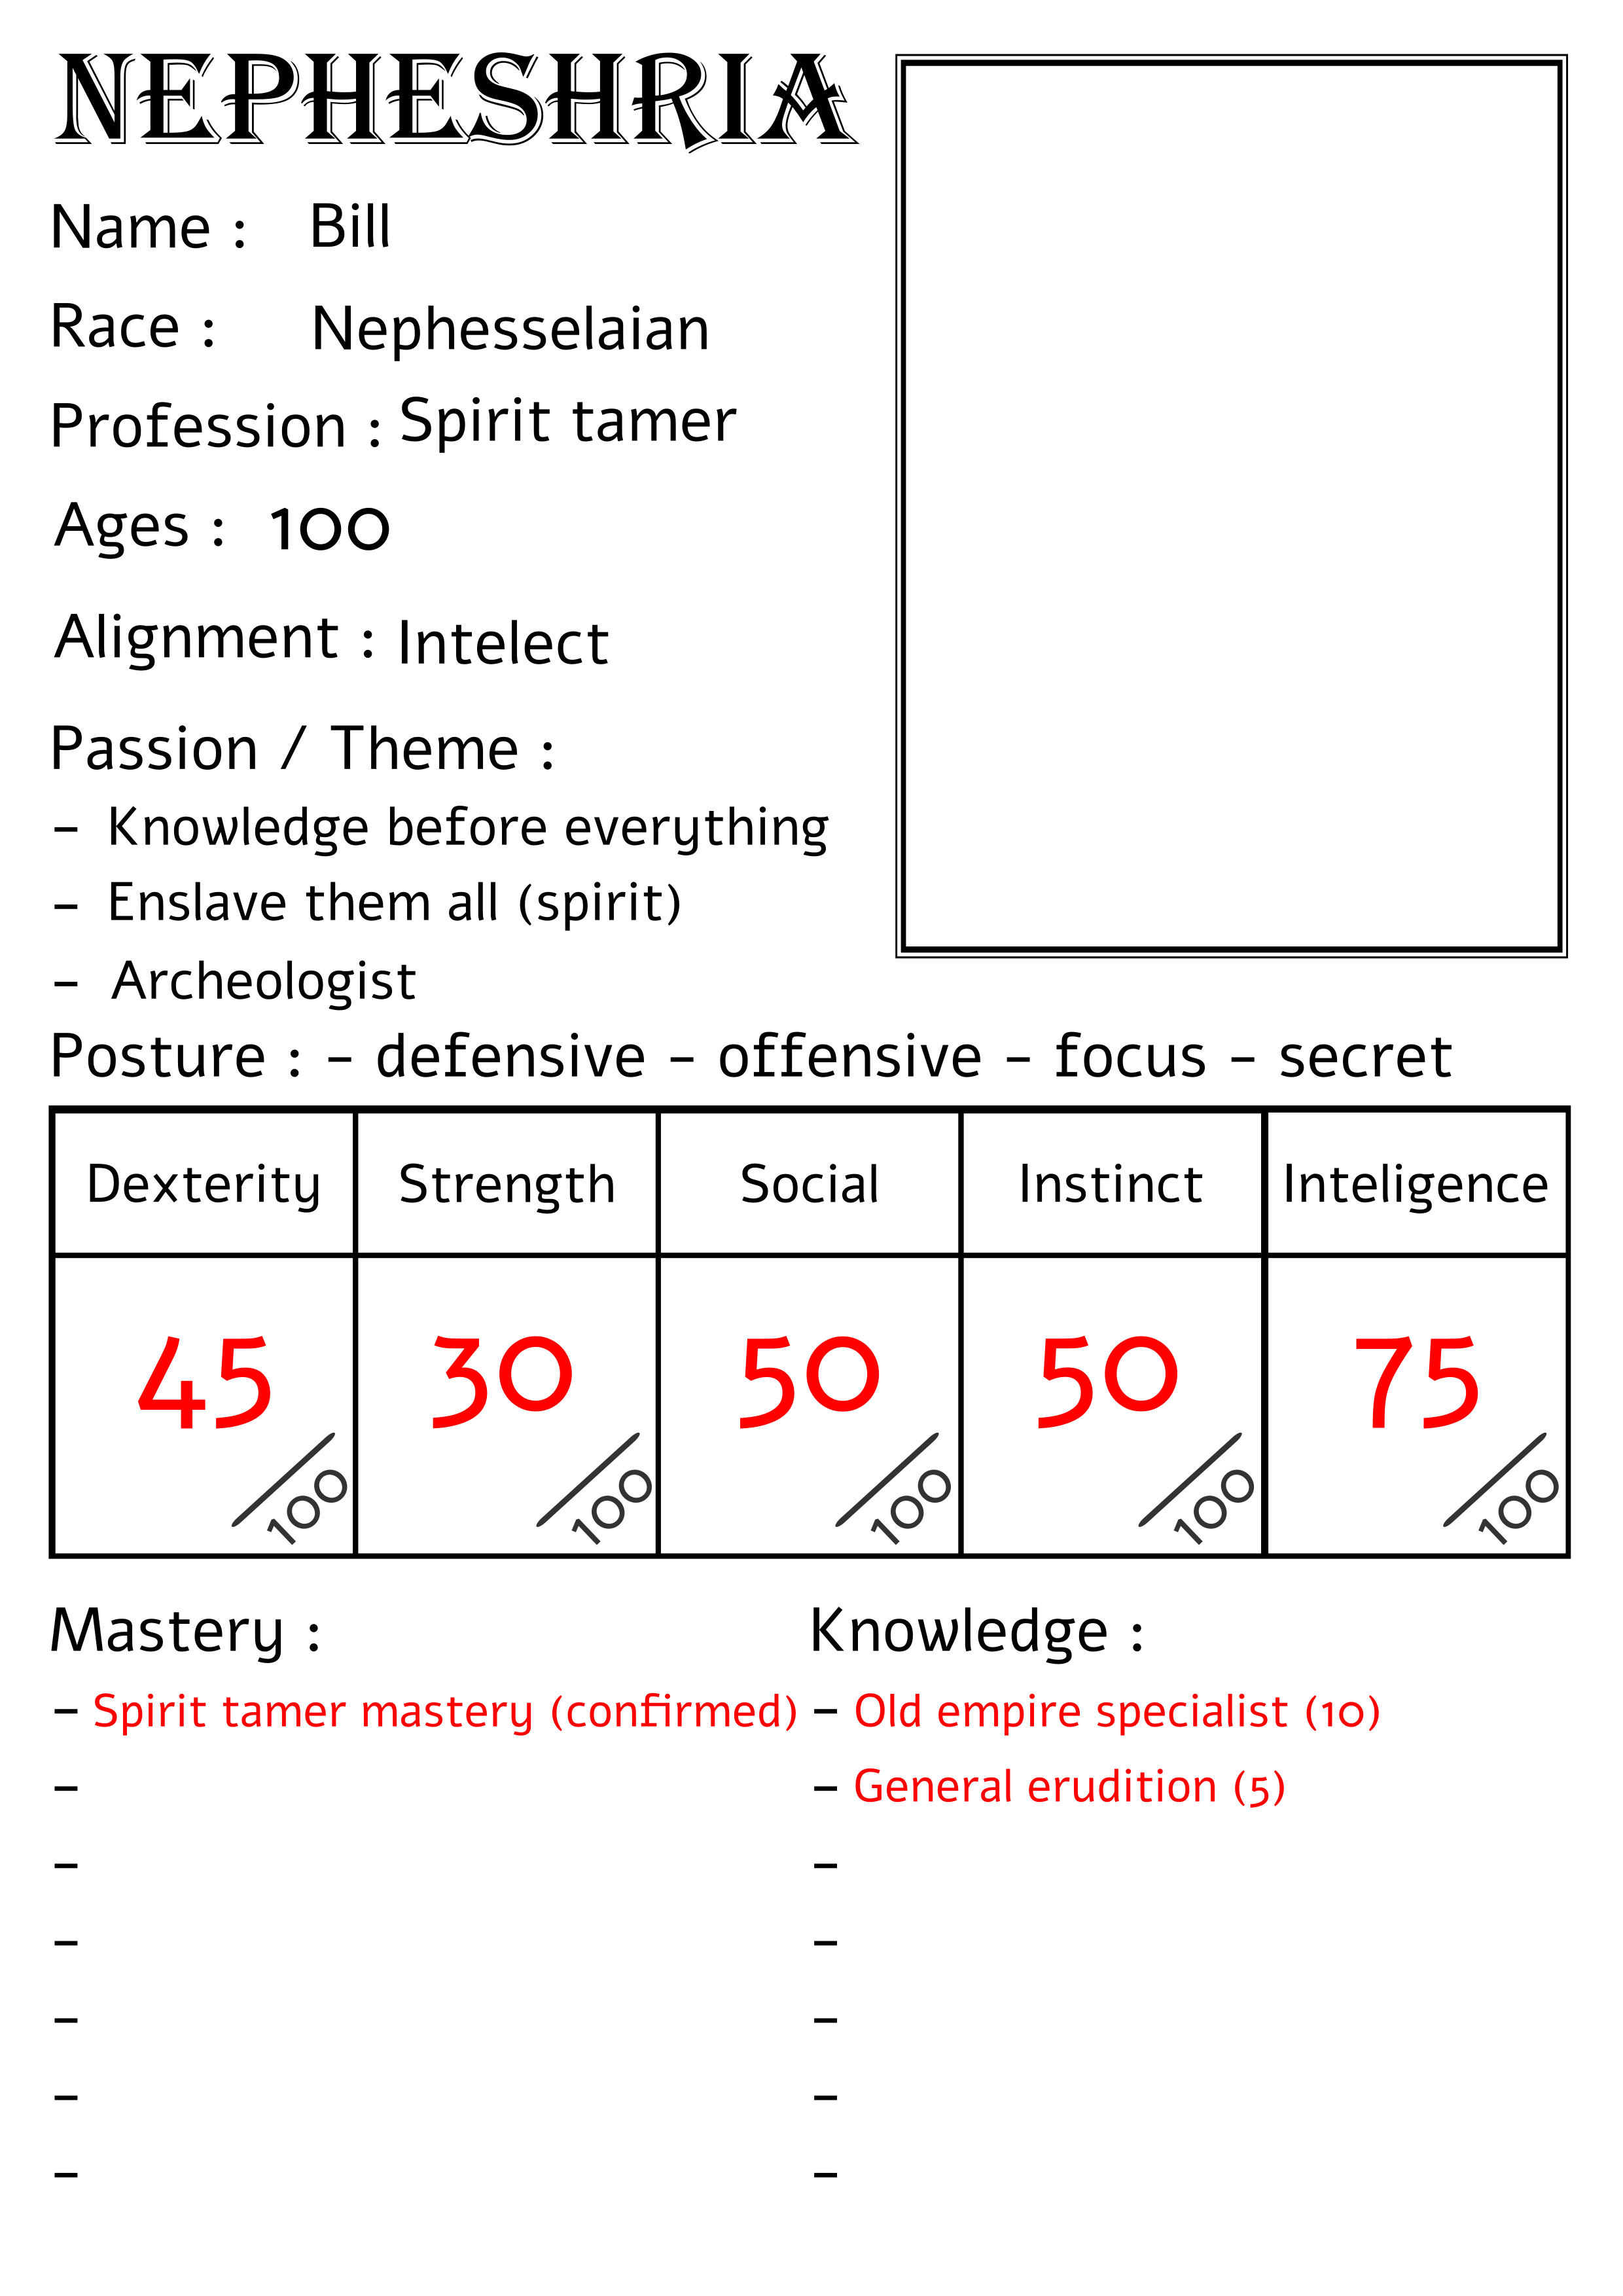 NEPHESHRIA
Name : Bill
Race : Nephesselaian
Profession : Spirit tamer
Ages : 100
Alignment : Intelect
Passion / Theme :
- Knowledge before everything
- Enslave them all (spirit)
- Archeologist
Posture : - defensive - offensive - focus - secret
Dexterity Strength Social Instinct Inteligence
45 30 50 50 75
/100 /100 /100 /100 /100
Mastery : Knowledge :
- Spirit tamer mastery (confirmed) - Old empire specialist (10)
- - General erudition (5)
- -
- -
- -
- -
- -